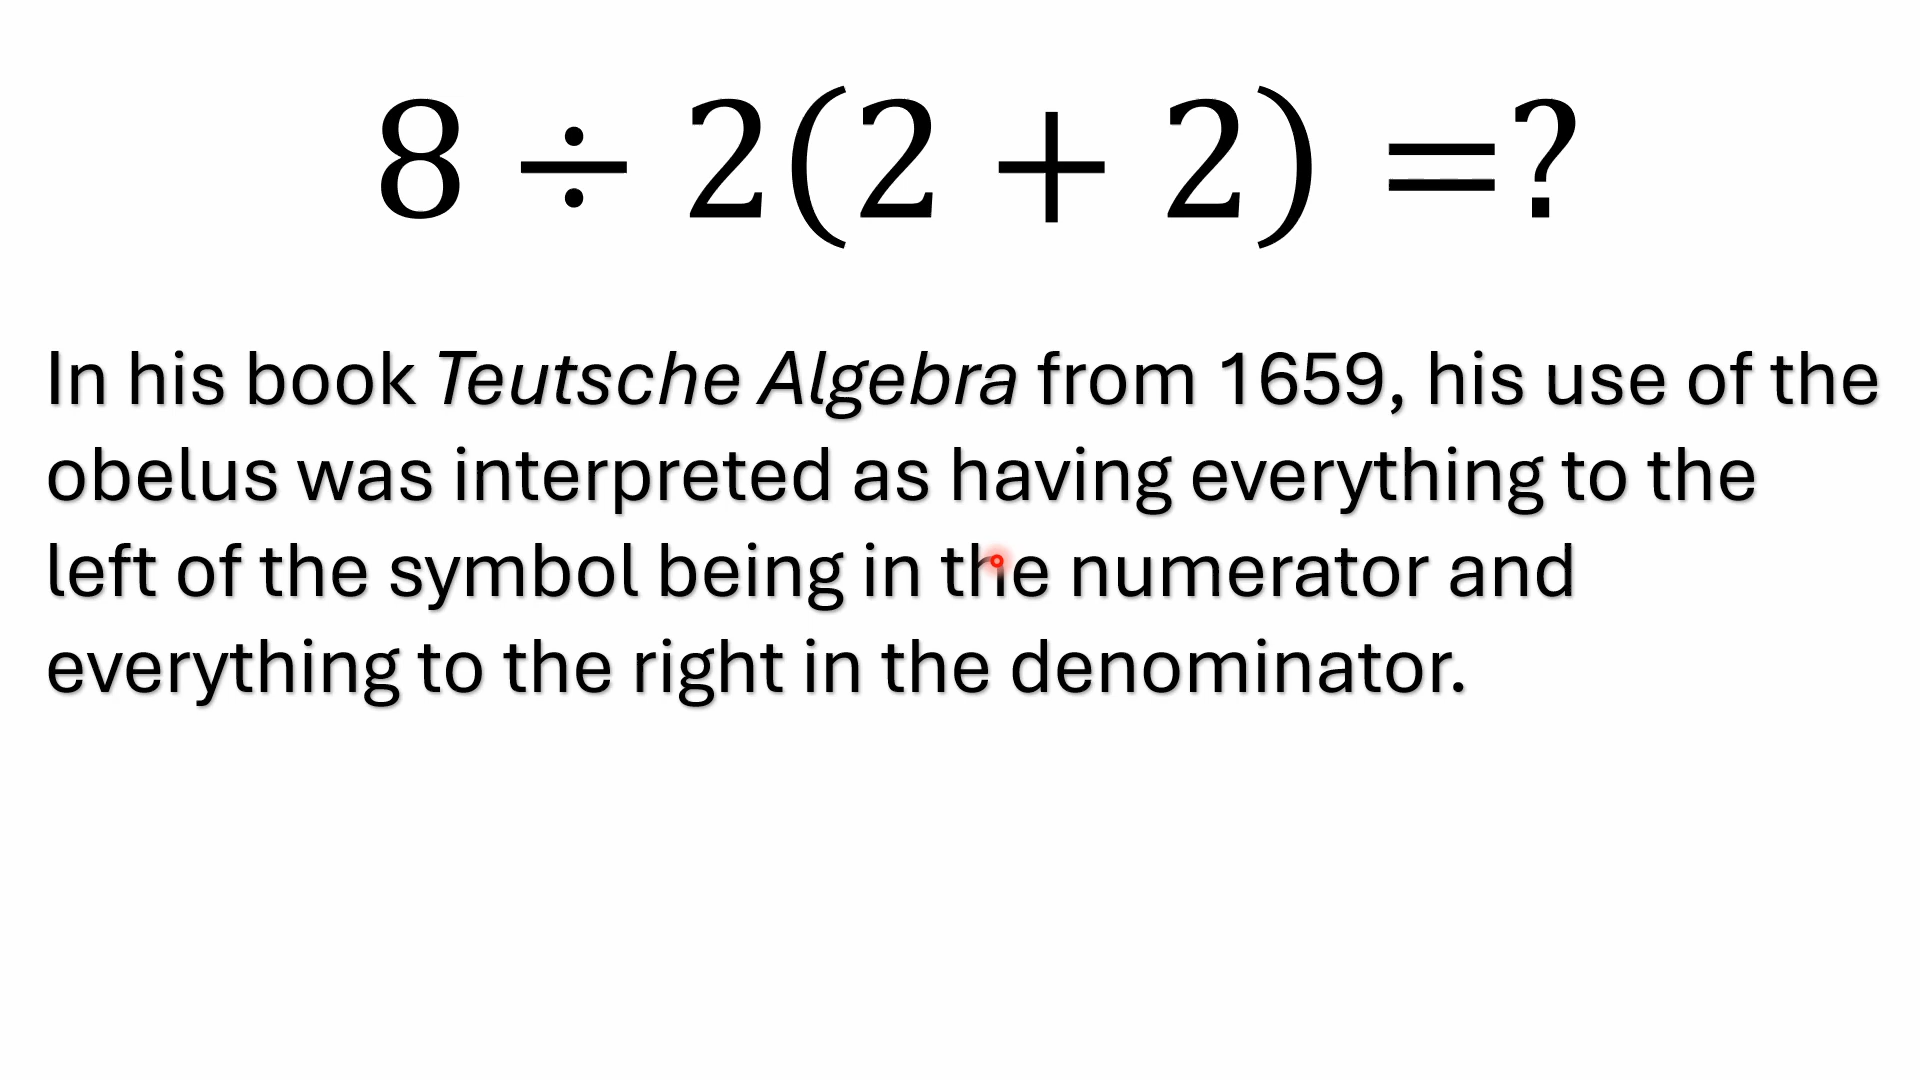 8 ÷ 2(2 + 2) =?
In his book Teutsche Algebra from 1659, his use of the
obelus was interpreted as having everything to the
left of the symbol being in the numerator and
everything to the right in the denominator.